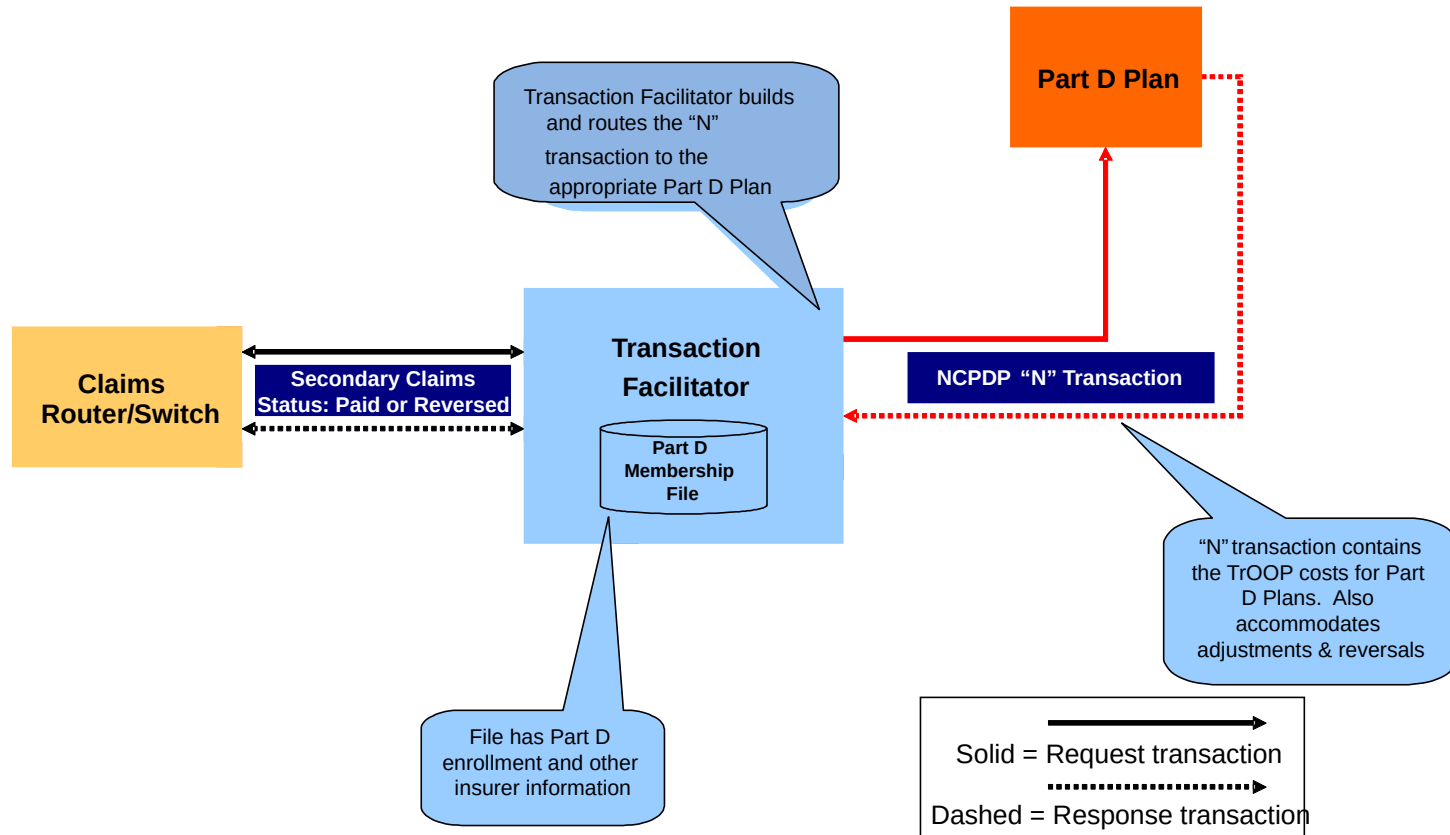 Transaction Facilitator builds
and routes the “N”
transaction to the
appropriate Part D Plan
Part D Plan
Claims
Router/Switch
Secondary Claims
Status: Paid or Reversed
Transaction
Facilitator
Part D
Membership
File
NCPDP “N” Transaction
“N” transaction contains
the TrOOP costs for Part
D Plans. Also
accommodates
adjustments & reversals
File has Part D
enrollment and other
insurer information
Solid = Request transaction
Dashed = Response transaction